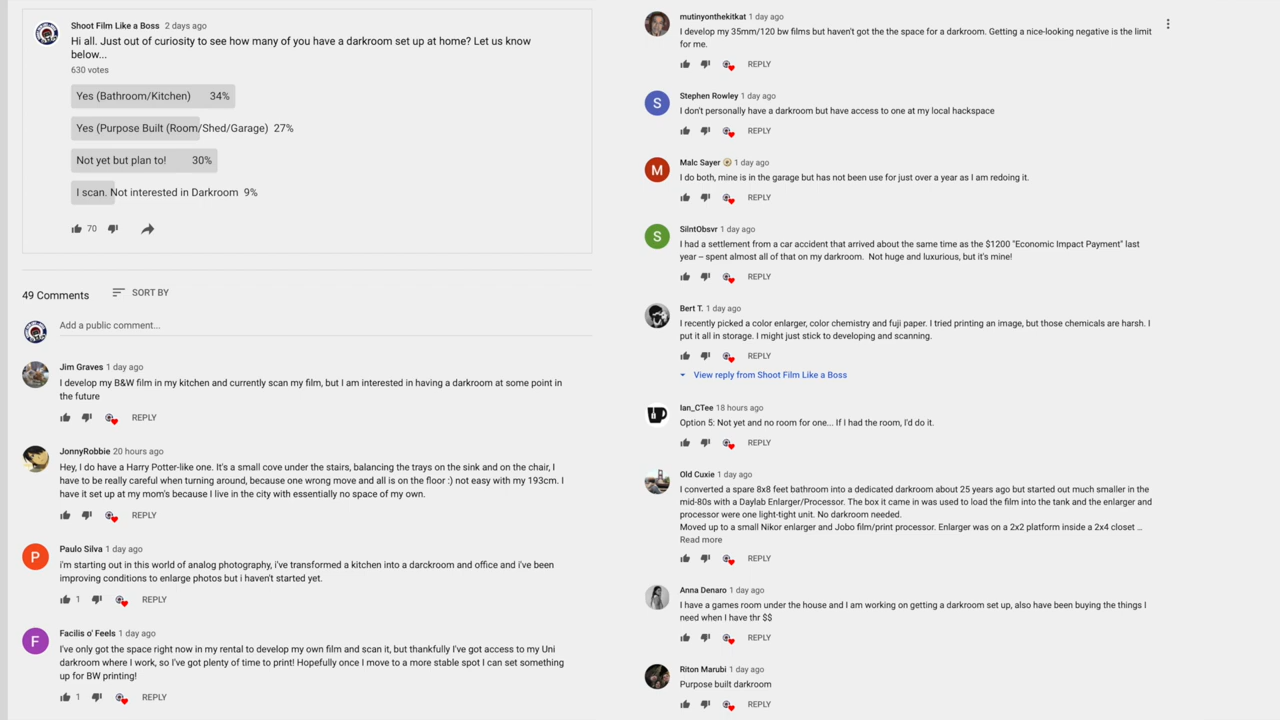 Shoot Film Like a Boss 2 days ago
Hi all. Just out of curiosity to see how many of you have a darkroom set up at home? Let us know
below...
630 votes
Yes (Bathroom/Kitchen) 34%
Yes (Purpose Built (Room/Shed/Garage) 27%
Not yet but plan to! 30%
I scan. Not interested in Darkroom 9%
70
49 Comments SORT BY
Add a public comment...
Jim Graves 1 day ago
I develop my B&W film in my kitchen and currently scan my film, but I am interested in having a darkroom at some point in
the future
REPLY
JonnyRobbie 20 hours ago
Hey, I do have a Harry Potter-like one. It's a small cove under the stairs, balancing the trays on the sink and on the chair, I
have to be really careful when turning around, because one wrong move and all is on the floor :) not easy with my 193cm. I
have it set up at my mom's because I live in the city with essentially no space of my own.
REPLY
P
Paulo Silva 1 day ago
i'm starting out in this world of analog photography, i've transformed a kitchen into a darckroom and office and i've been
improving conditions to enlarge photos but i haven't started yet.
1 REPLY
F
Facilis o' Feels 1 day ago
I've only got the space right now in my rental to develop my own film and scan it, but thankfully I've got access to my Uni
darkroom where I work, so I've got plenty of time to print! Hopefully once I move to a more stable spot I can set something
up for BW printing!
1 REPLY
mutinyonthekitkat 1 day ago
I develop my 35mm/120 bw films but haven't got the the space for a darkroom. Getting a nice-looking negative is the limit
for me.
REPLY
S
Stephen Rowley 1 day ago
I don't personally have a darkroom but have access to one at my local hackspace
REPLY
M
Malc Sayer 1 day ago
I do both, mine is in the garage but has not been use for just over a year as I am redoing it.
REPLY
S
SilntObsvr 1 day ago
I had a settlement from a car accident that arrived about the same time as the $1200 "Economic Impact Payment" last
year -- spent almost all of that on my darkroom. Not huge and luxurious, but it's mine!
REPLY
Bert T. 1 day ago
I recently picked a color enlarger, color chemistry and fuji paper. I tried printing an image, but those chemicals are harsh. I
put it all in storage. I might just stick to developing and scanning.
REPLY
View reply from Shoot Film Like a Boss
Ian_CTee 18 hours ago
Option 5: Not yet and no room for one... If I had the room, I'd do it.
REPLY
Old Cuxie 1 day ago
I converted a spare 8x8 feet bathroom into a dedicated darkroom about 25 years ago but started out much smaller in the
mid-80s with a Daylab Enlarger/Processor. The box it came in was used to load the film into the tank and the enlarger and
processor were one light-tight unit. No darkroom needed.
Moved up to a small Nikor enlarger and Jobo film/print processor. Enlarger was on a 2x2 platform inside a 2x4 closet ...
Read more
REPLY
Anna Denaro 1 day ago
I have a games room under the house and I am working on getting a darkroom set up, also have been buying the things I
need when I have thr $$
REPLY
Riton Marubi 1 day ago
Purpose built darkroom
REPLY